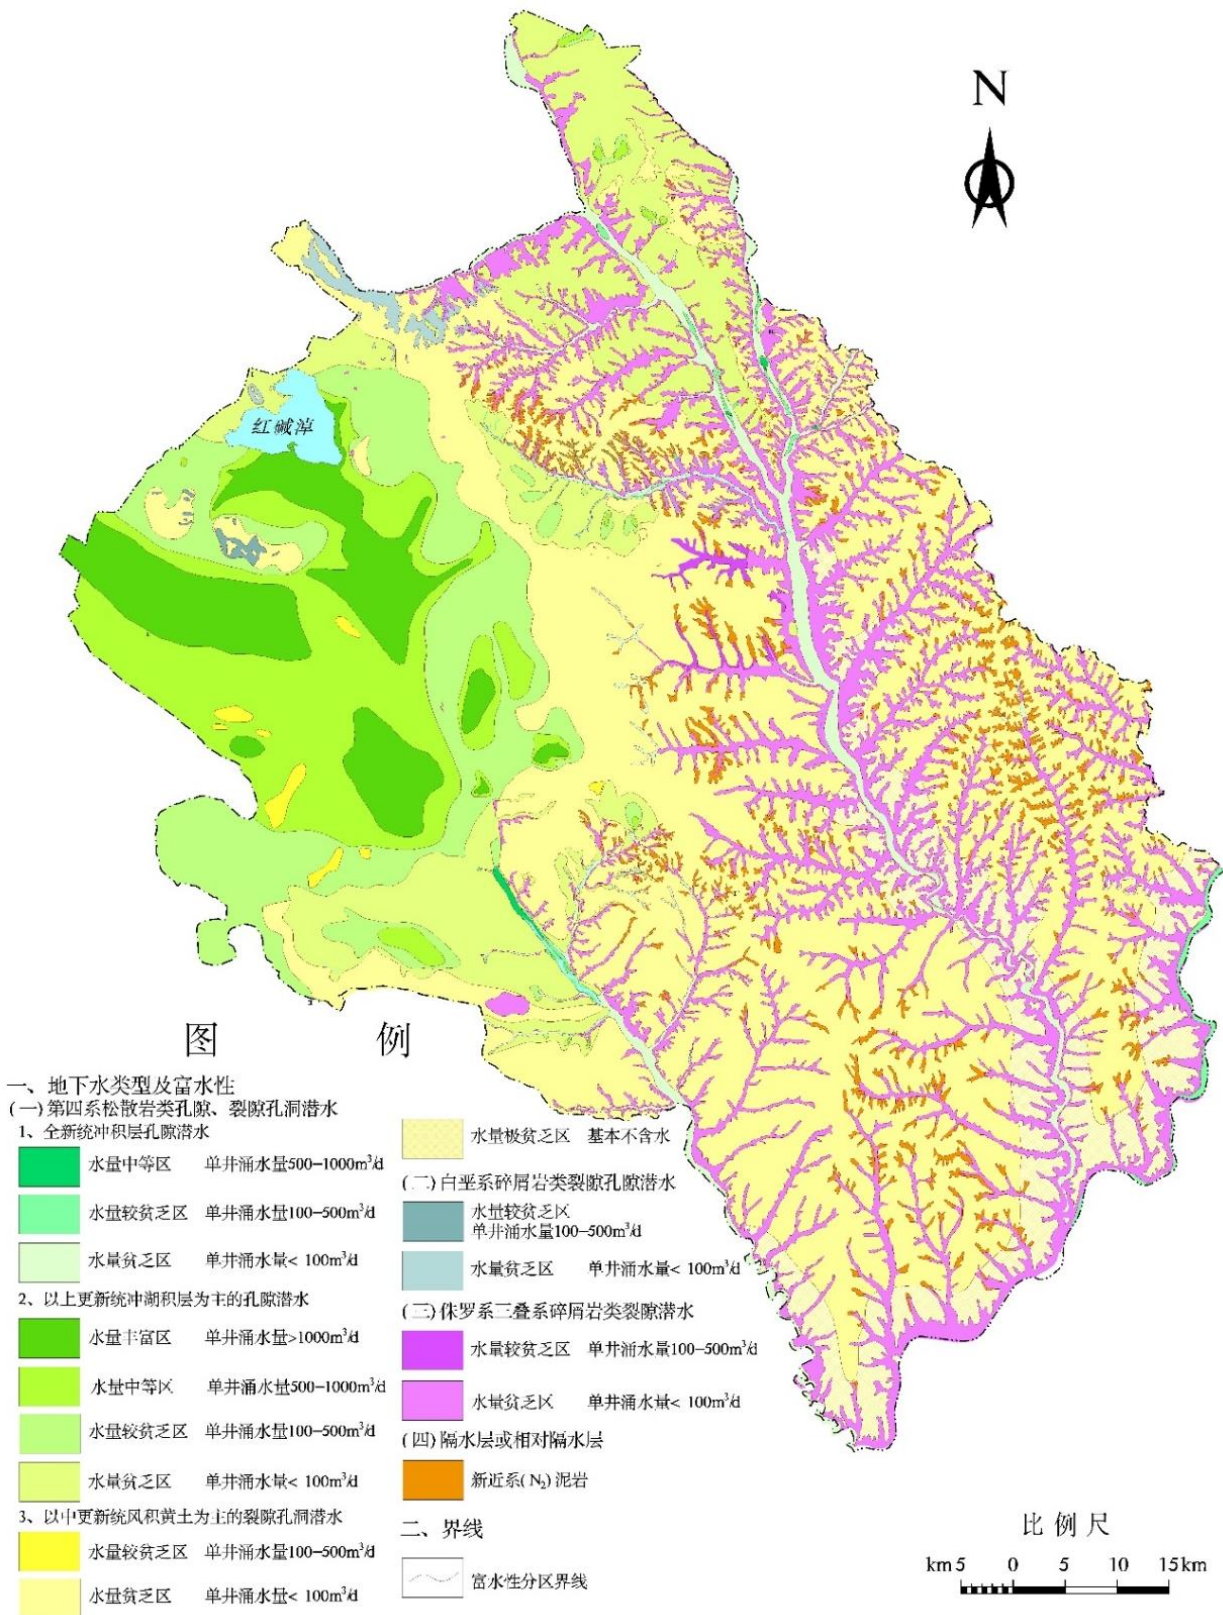 N
红碱淖
图 例
一、地下水类型及富水性
(一)第四系松散岩类孔隙、裂隙孔洞潜水
1、全新统冲积层孔隙潜水
水量中等区 单井涌水量500-1000m³/d
水量较贫乏区 单井涌水量100-500m³/d
水量贫乏区 单井涌水量< 100m³/d
2、以上更新统冲湖积层为主的孔隙潜水
水量丰富区 单井涌水量>1000m³/d
水量中等区 单井涌水量500-1000m³/d
水量较贫乏区 单井涌水量100-500m³/d
水量贫乏区 单井涌水量< 100m³/d
3、以中更新统风积黄土为主的裂隙孔洞潜水
水量较贫乏区 单井涌水量100-500m³/d
水量贫乏区 单井涌水量< 100m³/d
水量极贫乏区 基本不含水
(二)白垩系碎屑岩类裂隙孔隙潜水
水量较贫乏区
单井涌水量100-500m³/d
水量贫乏区 单井涌水量< 100m³/d
(三)侏罗系三叠系碎屑岩类裂隙潜水
水量较贫乏区 单井涌水量100-500m³/d
水量贫乏区 单井涌水量< 100m³/d
(四)隔水层或相对隔水层
新近系(N₂)泥岩
二、界线
富水性分区界线
比 例 尺
km 5 0 5 10 15 km